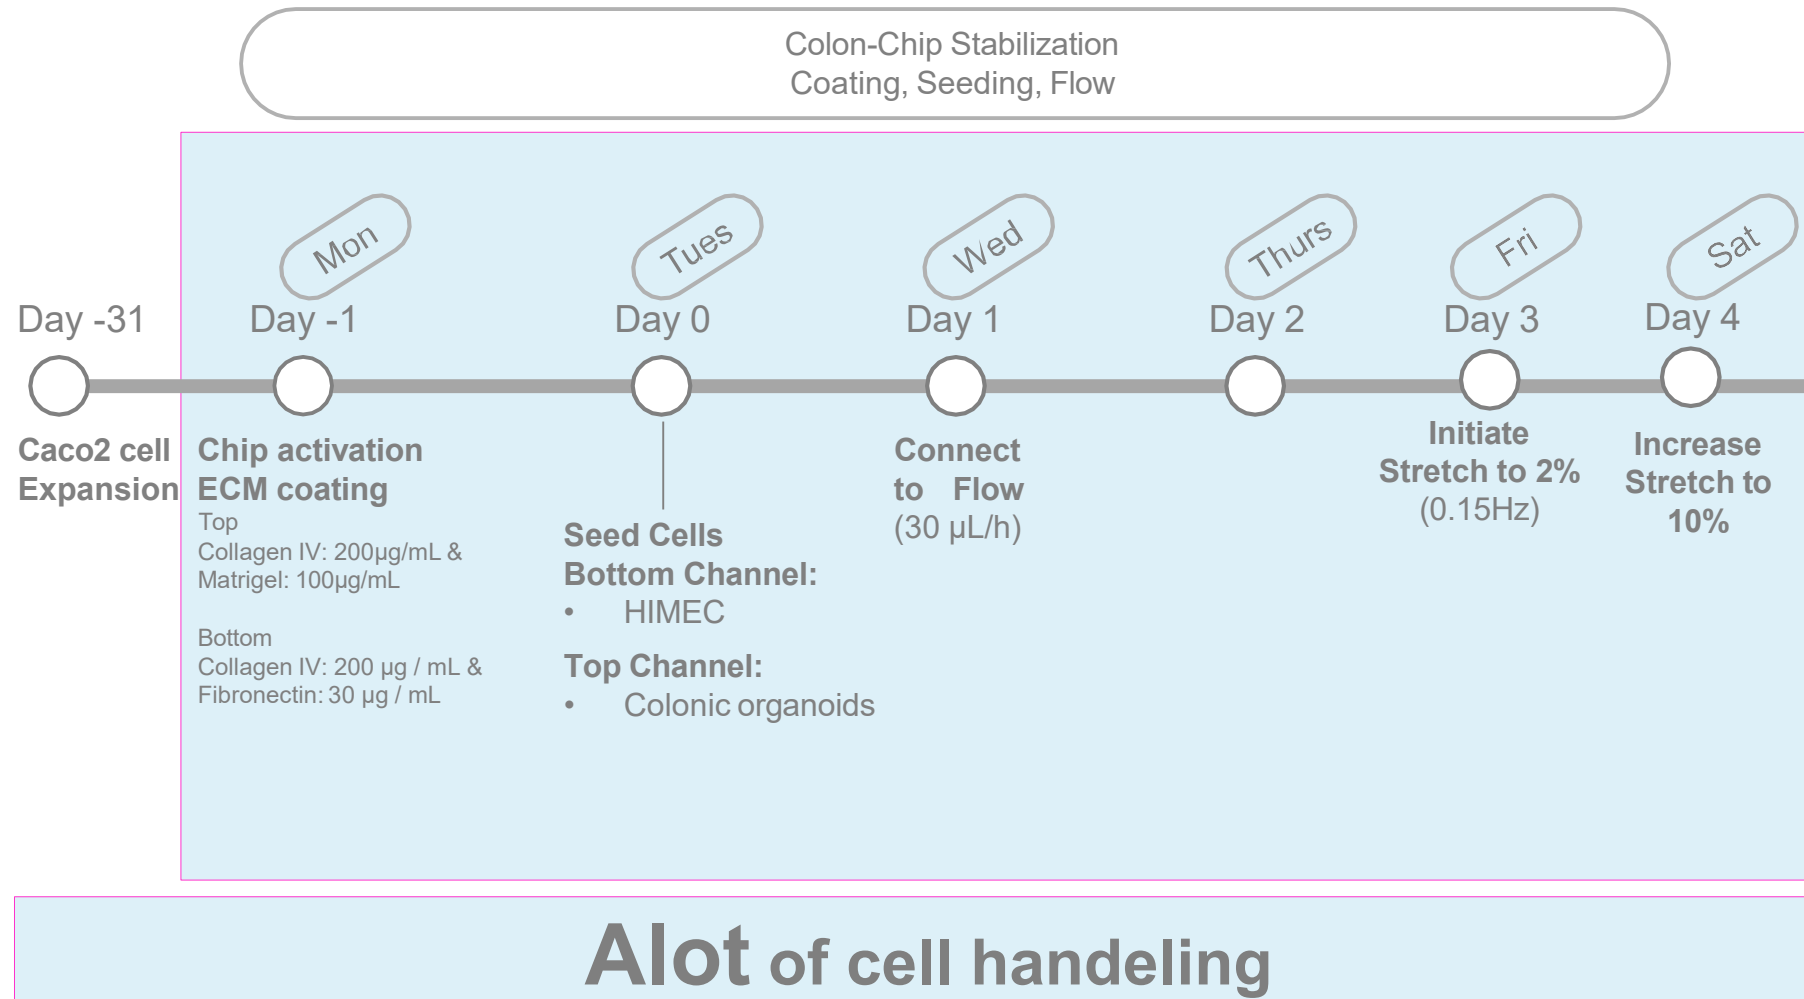 Colon-Chip Stabilization
Coating, Seeding, Flow
Mon
Tues
Wed
Thurs
Fri
Sat
Day -31
Day -1
Day 0
Day 1
Day 2
Day 3
Day 4
Caco2 cell
Expansion
Chip activation
ECM coating
Top
Collagen IV: 200µg/mL &
Matrigel: 100µg/mL
Bottom
Collagen IV: 200 µg / mL &
Fibronectin: 30 µg / mL
Seed Cells
Bottom Channel:
• HIMEC
Top Channel:
• Colonic organoids
Connect
to Flow
(30 µL/h)
Initiate
Stretch to 2%
(0.15Hz)
Increase
Stretch to
10%
Alot of cell handeling